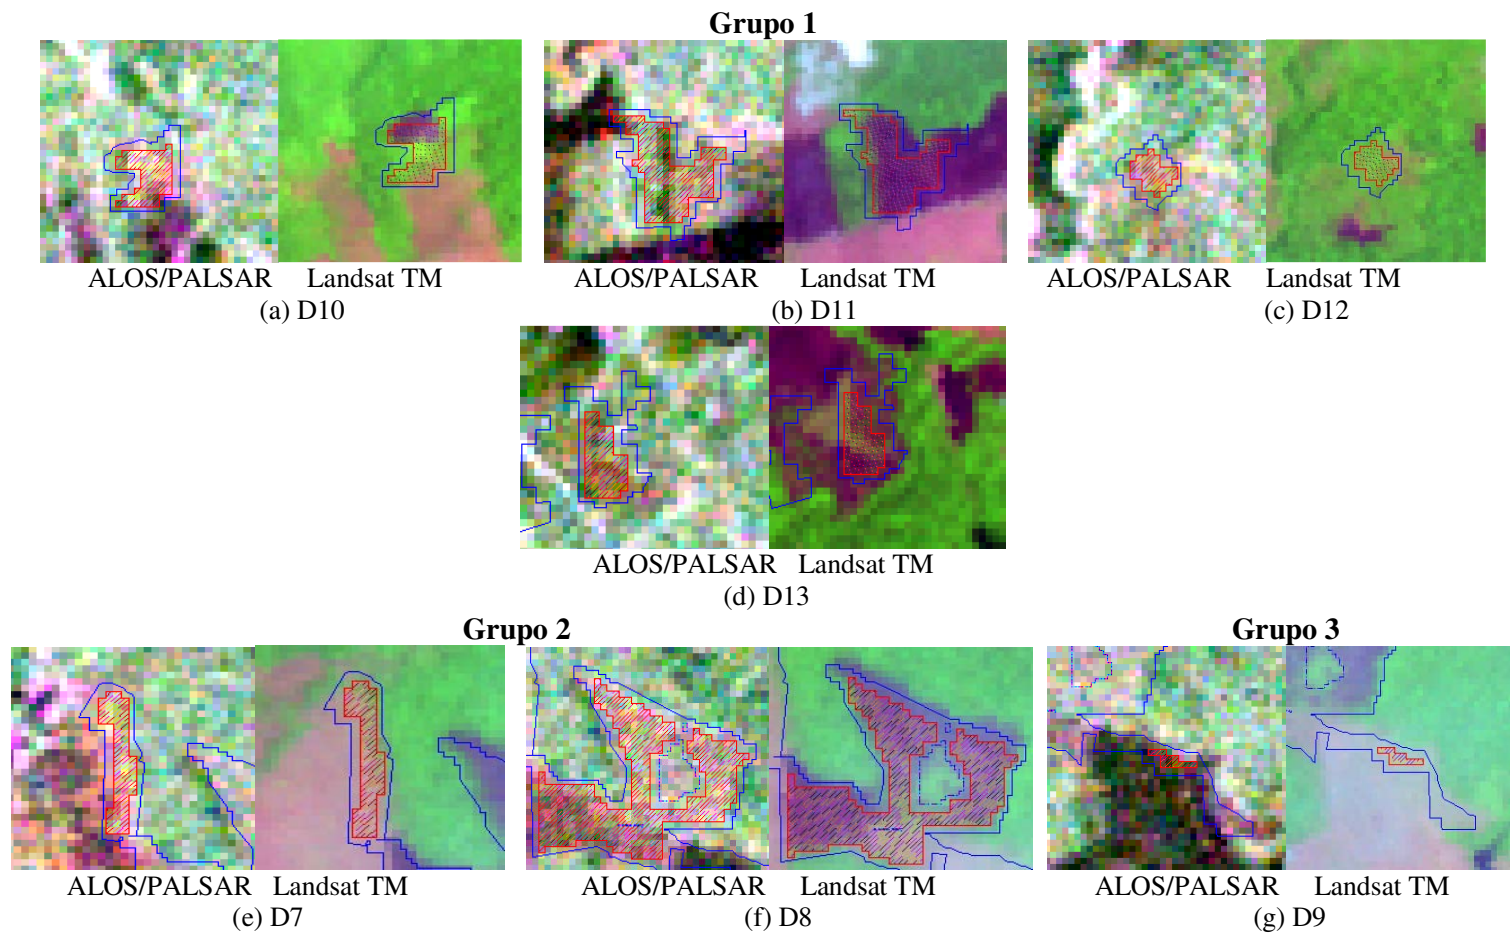 Grupo 1
ALOS/PALSAR Landsat TM
(a) D10
ALOS/PALSAR Landsat TM
(b) D11
ALOS/PALSAR Landsat TM
(c) D12
ALOS/PALSAR Landsat TM
(d) D13
Grupo 2
Grupo 3
ALOS/PALSAR Landsat TM
(e) D7
ALOS/PALSAR Landsat TM
(f) D8
ALOS/PALSAR Landsat TM
(g) D9